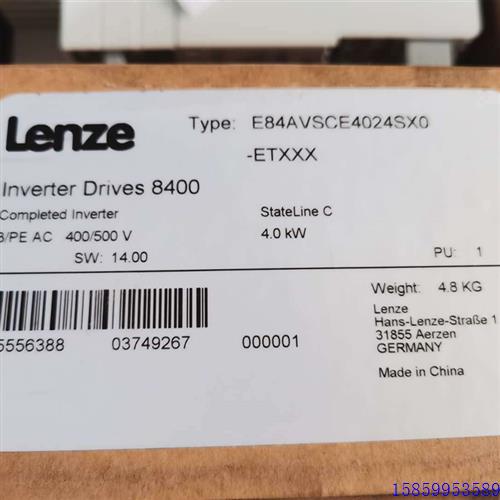 Lenze
Type: E84AVSCE4024SX0
-ETXXX
Inverter Drives 8400
Completed Inverter StateLine C
3/PE AC 400/500 V 4.0 kW
SW: 14.00 PU: 1
Weight: 4.8 KG
Lenze
Hans-Lenze-Straße 1
31855 Aerzen
GERMANY
5556388 03749267 000001
Made in China
15859953589